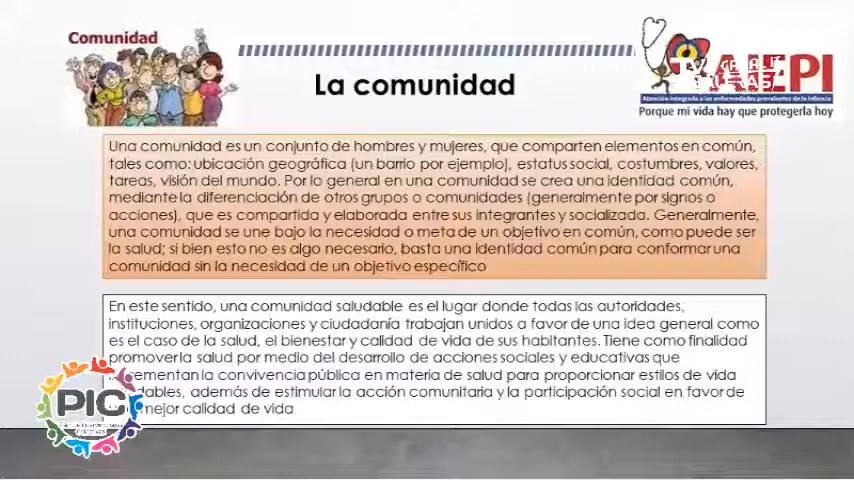 Comunidad
La comunidad
AIEPI
Atención integrada a las enfermedades prevalentes de la infancia
Porque mi vida hay que protegerla hoy
Una comunidad es un conjunto de hombres y mujeres, que comparten elementos en común,
tales como: ubicación geográfica (un barrio por ejemplo), estatus social, costumbres, valores,
tareas, visión del mundo. Por lo general en una comunidad se crea una identidad común,
mediante la diferenciación de otros grupos o comunidades (generalmente por signos o
acciones), que es compartida y elaborada entre sus integrantes y socializada. Generalmente,
una comunidad se une bajo la necesidad o meta de un objetivo en común, como puede ser
la salud; si bien esto no es algo necesario, basta una identidad común para conformar una
comunidad sin la necesidad de un objetivo específico
En este sentido, una comunidad saludable es el lugar donde todas las autoridades,
instituciones, organizaciones y ciudadanía trabajan unidos a favor de una idea general como
es el caso de la salud, el bienestar y calidad de vida de sus habitantes. Tiene como finalidad
promover la salud por medio del desarrollo de acciones sociales y educativas que
la convivencia pública en materia de salud para proporcionar estilos de vida
además de estimular la acción comunitaria y la participación social en favor de
mejor calidad de vida
PIC